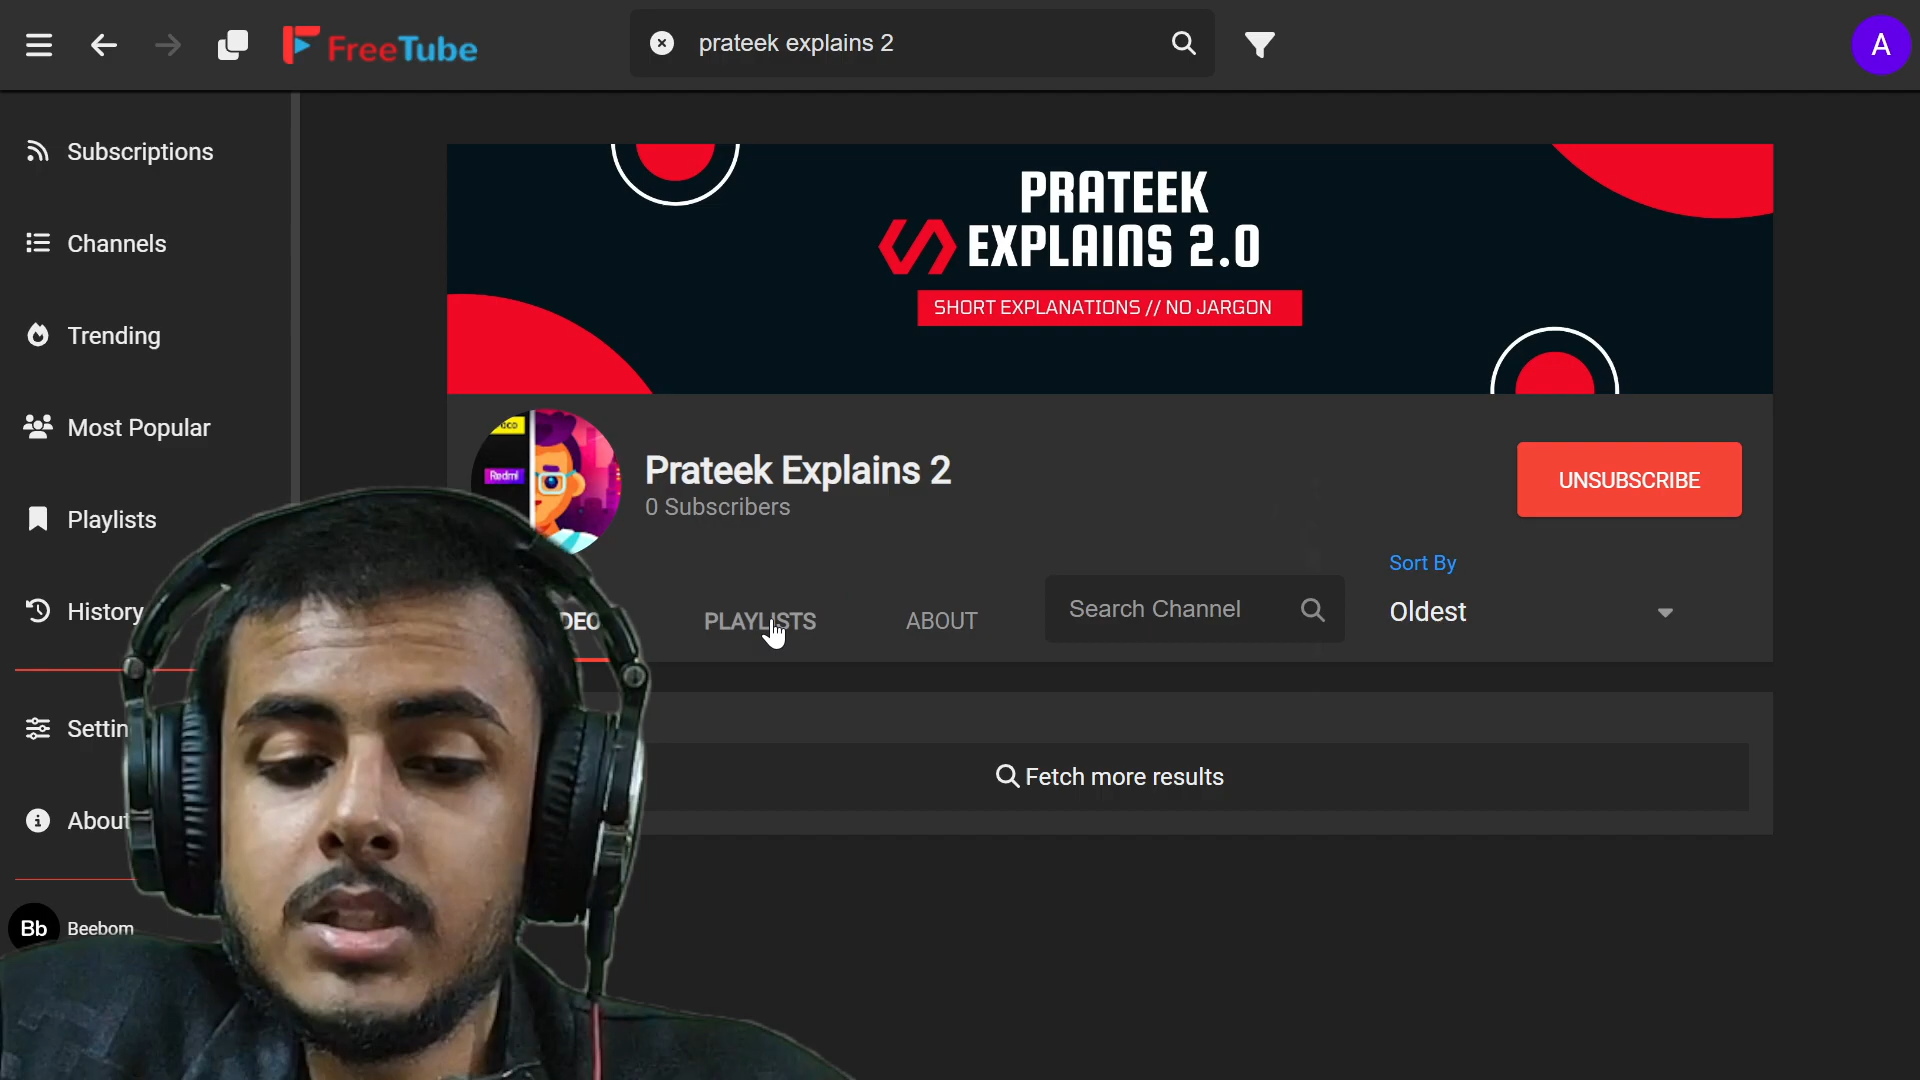 FreeTube
prateek explains 2
A
Subscriptions
Channels
Trending
Most Popular
Playlists
History
Settin
About
Bb Beebom
PRATEEK
EXPLAINS 2.0
SHORT EXPLANATIONS // NO JARGON
Redmi
Prateek Explains 2
0 Subscribers
UNSUBSCRIBE
DEO
PLAYLISTS
ABOUT
Search Channel
Sort By
Oldest
Fetch more results